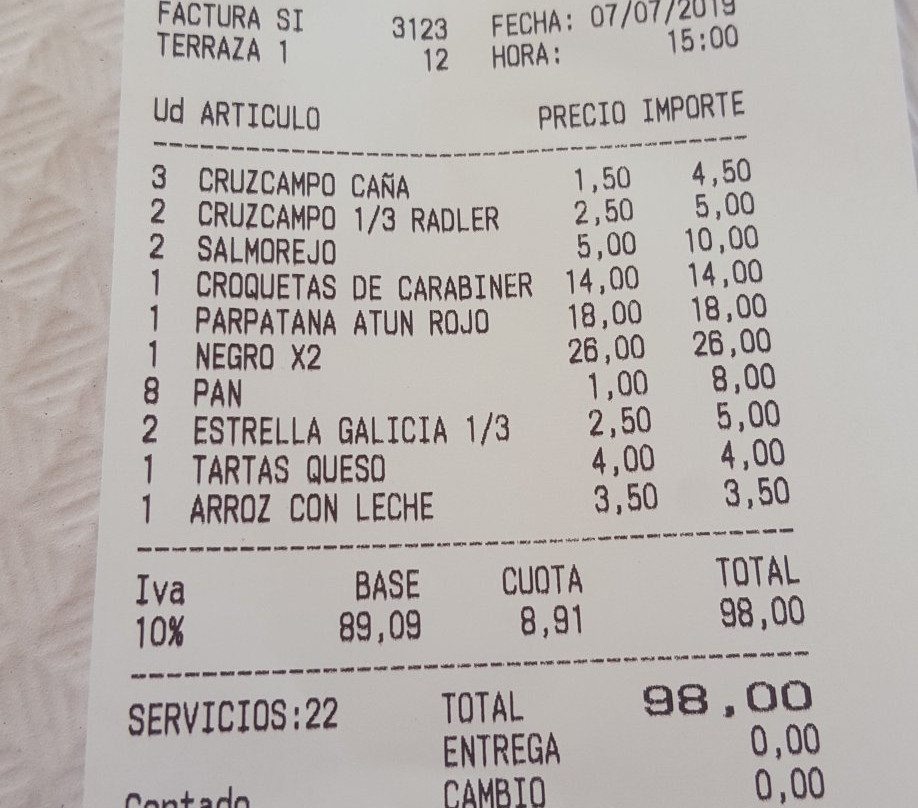 FACTURA SI 3123 FECHA: 07/07/2019
TERRAZA 1 12 HORA: 15:00
Ud ARTICULO PRECIO IMPORTE
3 CRUZCAMPO CAÑA 1,50 4,50
2 CRUZCAMPO 1/3 RADLER 2,50 5,00
2 SALMOREJO 5,00 10,00
1 CROQUETAS DE CARABINER 14,00 14,00
1 PARPATANA ATUN ROJO 18,00 18,00
1 NEGRO X2 26,00 26,00
8 PAN 1,00 8,00
2 ESTRELLA GALICIA 1/3 2,50 5,00
1 TARTAS QUESO 4,00 4,00
1 ARROZ CON LECHE 3,50 3,50
Iva BASE CUOTA TOTAL
10% 89,09 8,91 98,00
SERVICIOS:22 TOTAL 98,00
ENTREGA 0,00
Contado CAMBIO 0,00